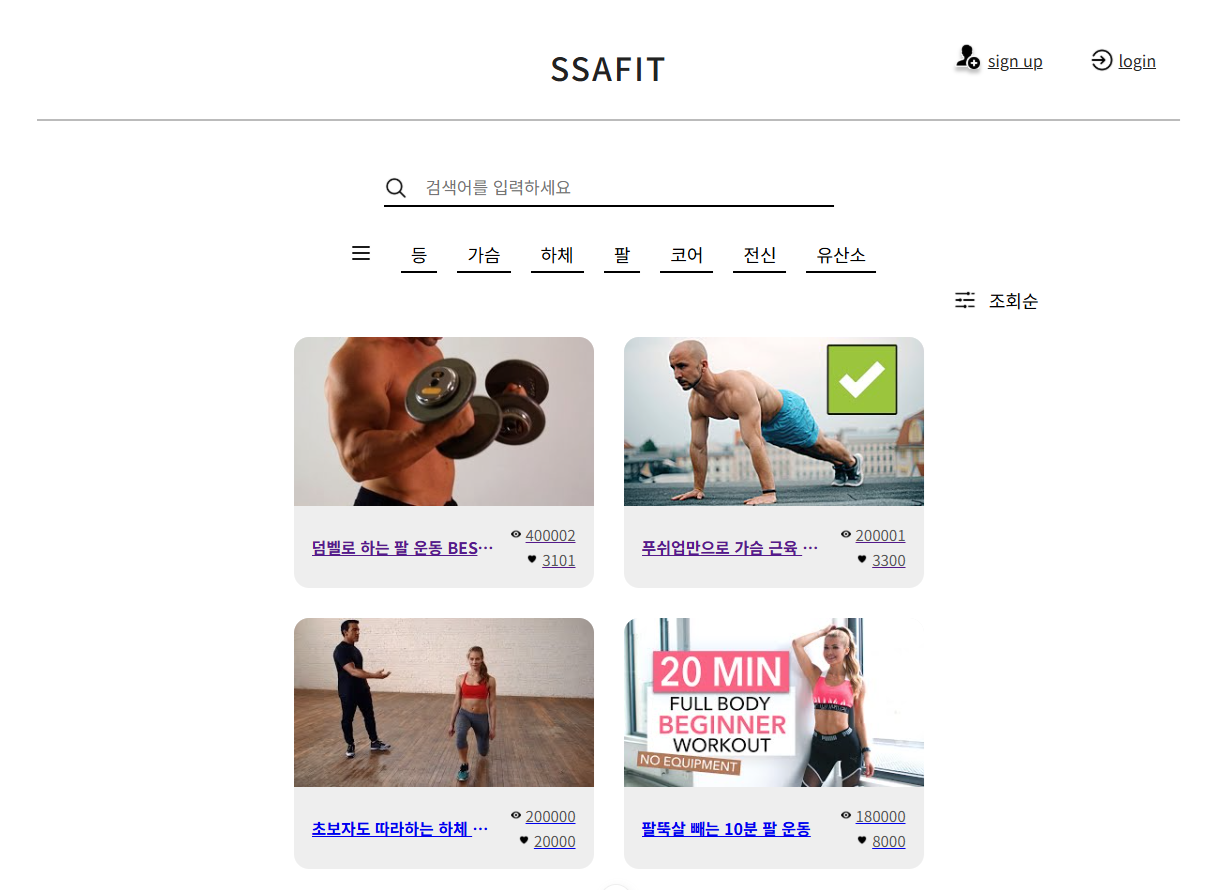 SSAFIT
sign up
login
검색어를 입력하세요
등 가슴 하체 팔 코어 전신 유산소
조회순
덤벨로 하는 팔 운동 BES…
400002
3101
푸쉬업만으로 가슴 근육 …
200001
3300
20 MIN
FULL BODY
BEGINNER
WORKOUT
NO EQUIPMENT
초보자도 따라하는 하체 …
200000
20000
팔뚝살 빼는 10분 팔 운동
180000
8000